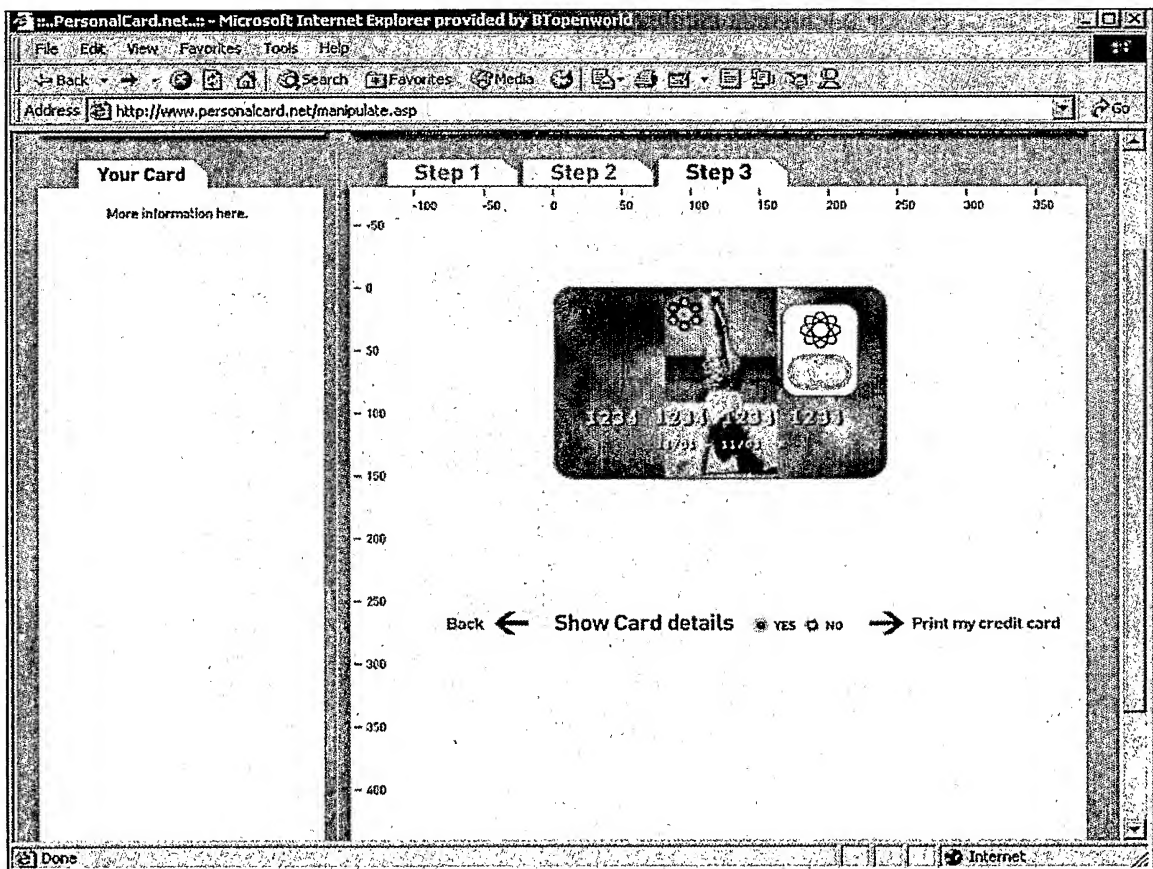 ::..PersonalCard.net..:: - Microsoft Internet Explorer provided by BTopenworld
File Edit View Favorites Tools Help
Back Search Favorites Media
Address http://www.personalcard.net/manipulate.asp Go
Your Card Step 1 Step 2 Step 3
More information here.
-100 -50 0 50 100 150 200 250 300 350
-50
0
50
1234 1234 1234 1234
100
11/01
150
200
250
Back Show Card details YES NO Print my credit card
300
350
400
Done Internet